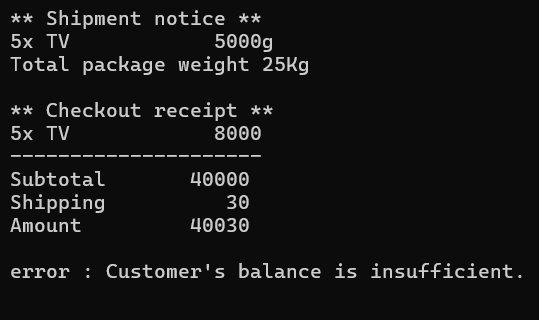 ** Shipment notice **
5x TV            5000g
Total package weight 25Kg
** Checkout receipt **
5x TV            8000
---------------------
Subtotal       40000
Shipping          30
Amount         40030
error : Customer's balance is insufficient.